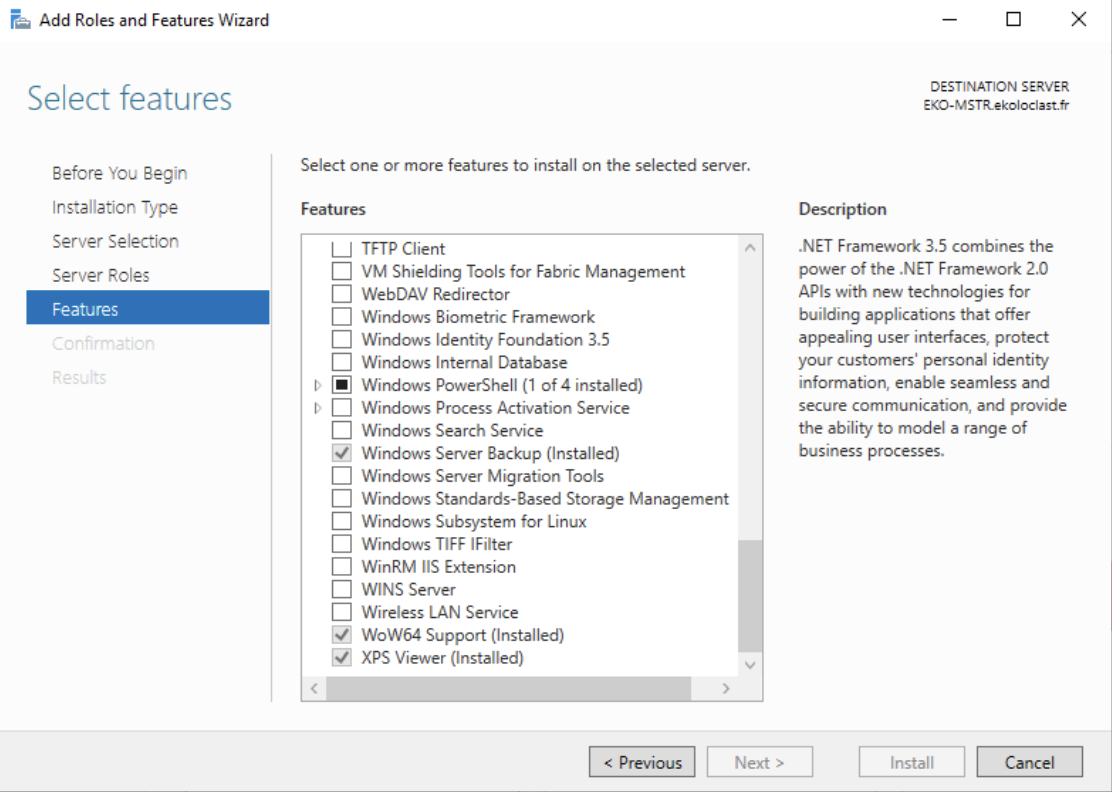 Add Roles and Features Wizard
Select features
DESTINATION SERVER
EKO-MSTR.ekoloclast.fr
Before You Begin
Installation Type
Server Selection
Server Roles
Features
Confirmation
Results
Select one or more features to install on the selected server.
Features
TFTP Client
VM Shielding Tools for Fabric Management
WebDAV Redirector
Windows Biometric Framework
Windows Identity Foundation 3.5
Windows Internal Database
Windows PowerShell (1 of 4 installed)
Windows Process Activation Service
Windows Search Service
Windows Server Backup (Installed)
Windows Server Migration Tools
Windows Standards-Based Storage Management
Windows Subsystem for Linux
Windows TIFF IFilter
WinRM IIS Extension
WINS Server
Wireless LAN Service
WoW64 Support (Installed)
XPS Viewer (Installed)
Description
.NET Framework 3.5 combines the
power of the .NET Framework 2.0
APIs with new technologies for
building applications that offer
appealing user interfaces, protect
your customers' personal identity
information, enable seamless and
secure communication, and provide
the ability to model a range of
business processes.
< Previous
Next >
Install
Cancel